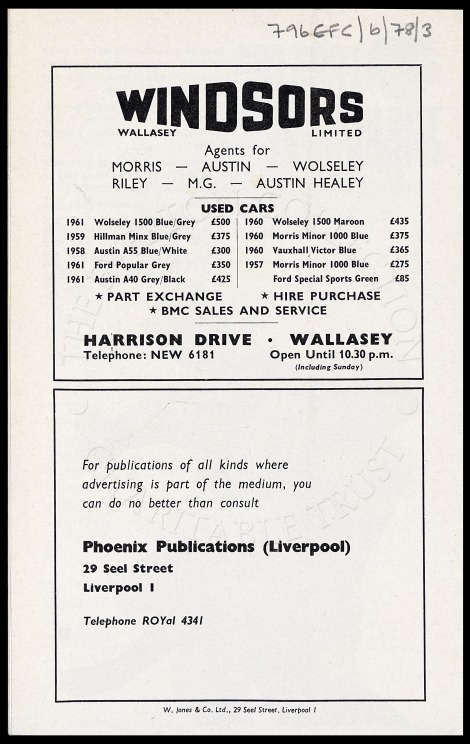 796EFC/6/78/3
WINDSORS
WALLASEY LIMITED
Agents for
MORRIS — AUSTIN — WOLSELEY
RILEY — M.G. — AUSTIN HEALEY
USED CARS
1961 Wolseley 1500 Blue/Grey £500
1959 Hillman Minx Blue/Grey £375
1958 Austin A55 Blue/White £300
1961 Ford Popular Grey £350
1961 Austin A40 Grey/Black £425
1960 Wolseley 1500 Maroon £435
1960 Morris Minor 1000 Blue £375
1960 Vauxhall Victor Blue £365
1957 Morris Minor 1000 Blue £275
Ford Special Sports Green £85
★ PART EXCHANGE ★ HIRE PURCHASE
★ BMC SALES AND SERVICE
HARRISON DRIVE • WALLASEY
Telephone: NEW 6181 Open Until 10.30 p.m.
(Including Sunday)
For publications of all kinds where
advertising is part of the medium, you
can do no better than consult
Phoenix Publications (Liverpool)
29 Seel Street
Liverpool 1
Telephone ROYal 4341
W. Jones & Co. Ltd., 29 Seel Street, Liverpool 1